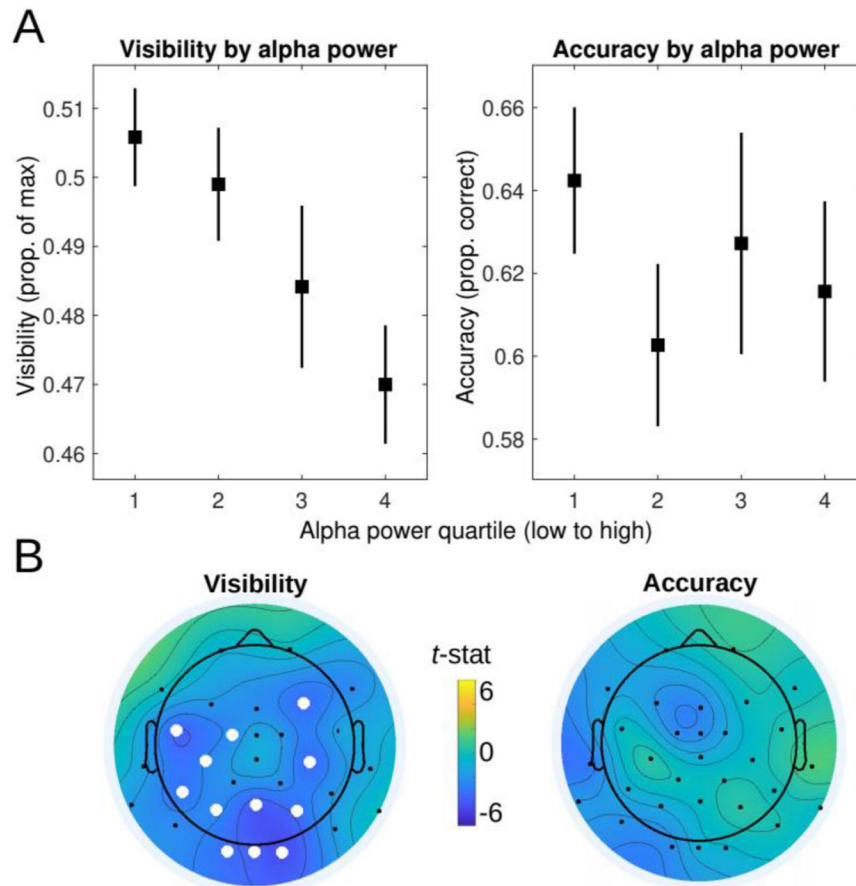 A
Visibility by alpha power
Accuracy by alpha power
Visibility (prop. of max)
0.51
0.5
0.49
0.48
0.47
0.46
1 2 3 4
Accuracy (prop. correct)
0.66
0.64
0.62
0.6
0.58
1 2 3 4
Alpha power quartile (low to high)
B
Visibility
Accuracy
t-stat
6
0
-6